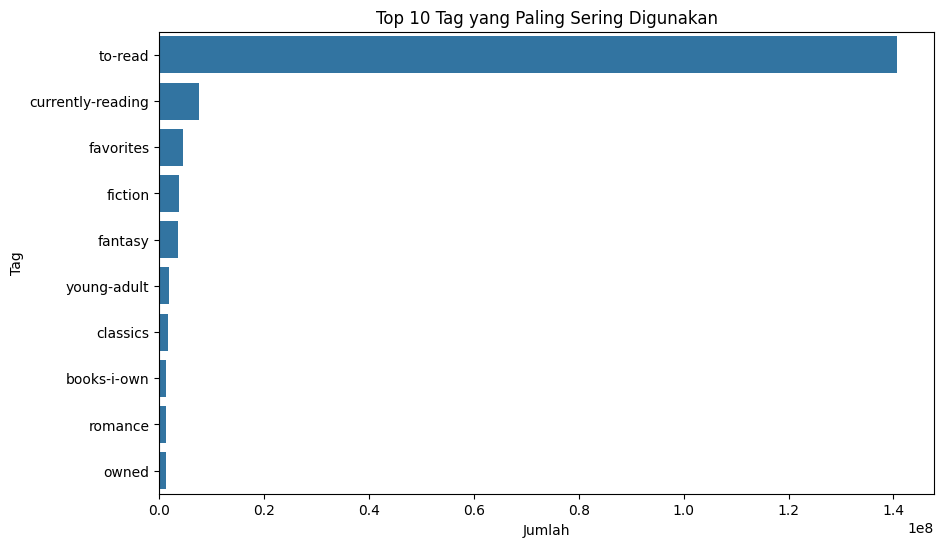 Top 10 Tag yang Paling Sering Digunakan
Tag
to-read
currently-reading
favorites
fiction
fantasy
young-adult
classics
books-i-own
romance
owned
0.0 0.2 0.4 0.6 0.8 1.0 1.2 1.4
1e8
Jumlah